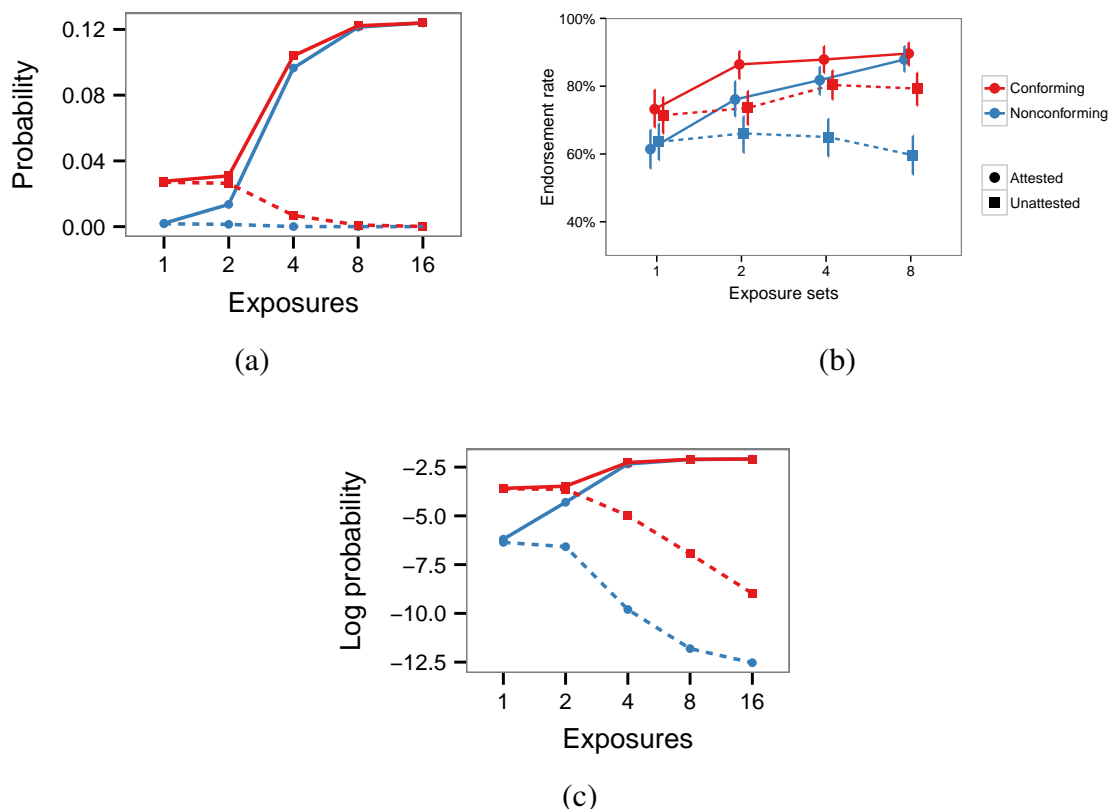 Probability
0.12
0.08
0.04
0.00
1 2 4 8 16
Exposures
(a)
Endorsement rate
100%
80%
60%
40%
1 2 4 8
Exposure sets
(b)
Conforming
Nonconforming
Attested
Unattested
Log probability
−2.5
−5.0
−7.5
−10.0
−12.5
1 2 4 8 16
Exposures
(c)